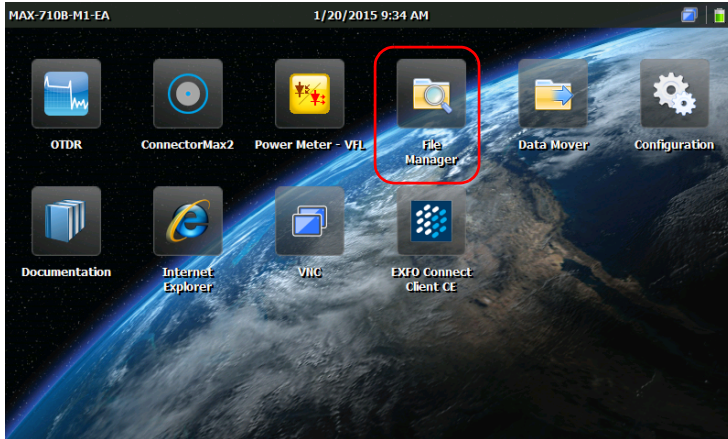 MAX-710B-M1-EA 1/20/2015 9:34 AM
OTDR
ConnectorMax2
Power Meter - VFL
File
Manager
Data Mover
Configuration
Documentation
Internet
Explorer
VNC
EXFO Connect
Client CE